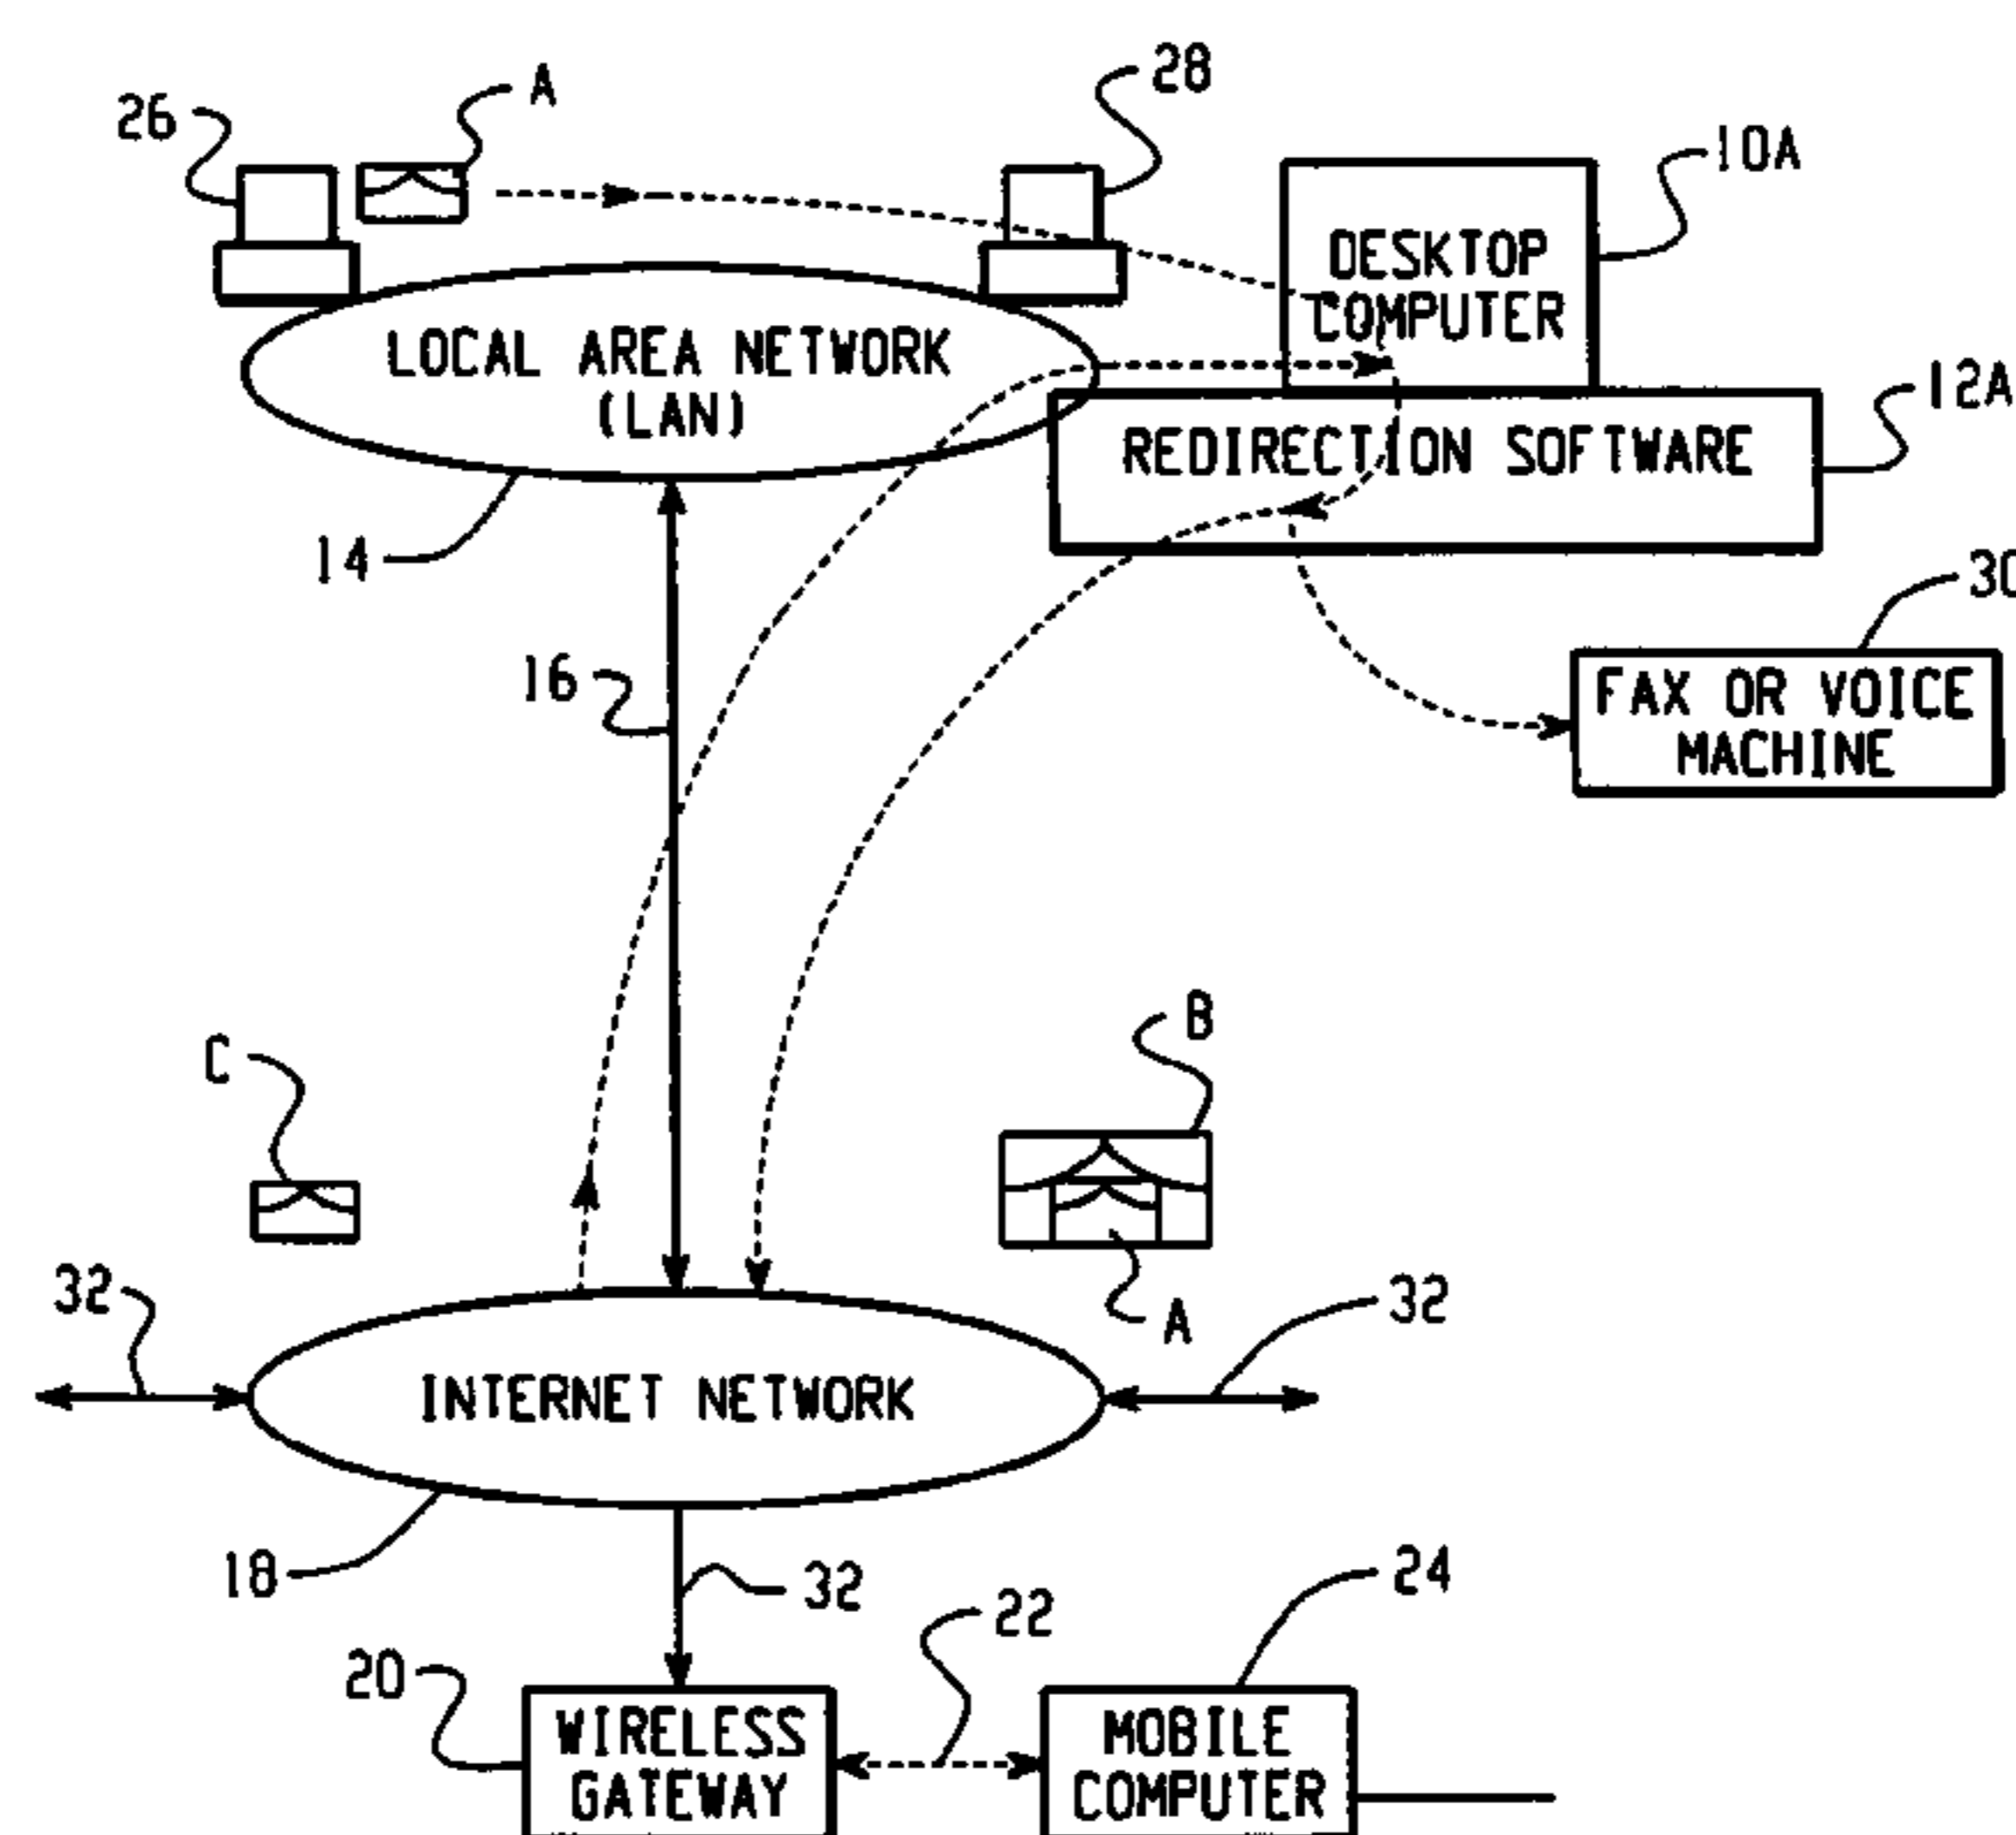 26
A
28
10A
DESKTOP
COMPUTER
LOCAL AREA NETWORK
(LAN)
12A
REDIRECTION SOFTWARE
14
30
16
FAX OR VOICE
MACHINE
C
B
32
A
32
INTERNET NETWORK
18
32
22
24
20
WIRELESS
GATEWAY
MOBILE
COMPUTER